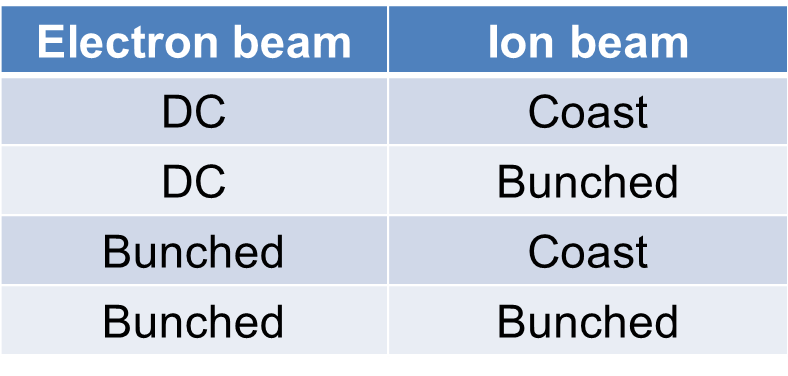 Electron beam Ion beam
DC Coast
DC Bunched
Bunched Coast
Bunched Bunched